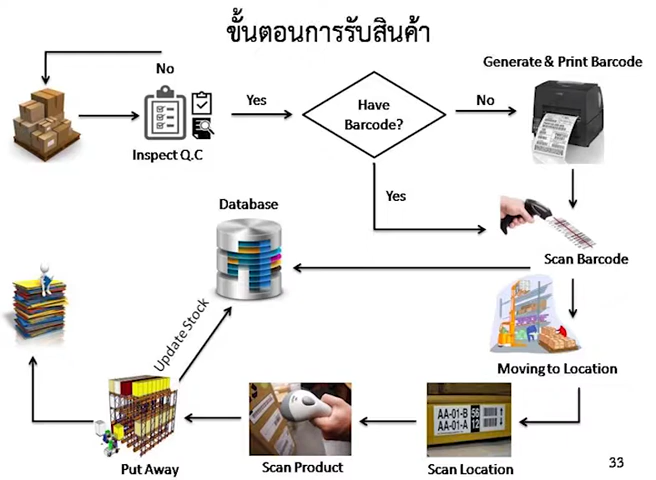 ขั้นตอนการรับสินค้า
Generate & Print Barcode
No
Inspect Q.C
Yes
Have
Barcode?
No
Yes
Scan Barcode
Database
Update Stock
Moving to Location
AA-01-B
AA-01-A
56
12
Put Away
Scan Product
Scan Location
33